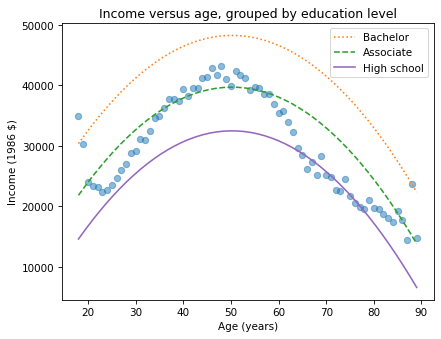 Income versus age, grouped by education level
50000
40000
30000
20000
10000
Income (1986 $)
Bachelor
Associate
High school
20 30 40 50 60 70 80 90
Age (years)